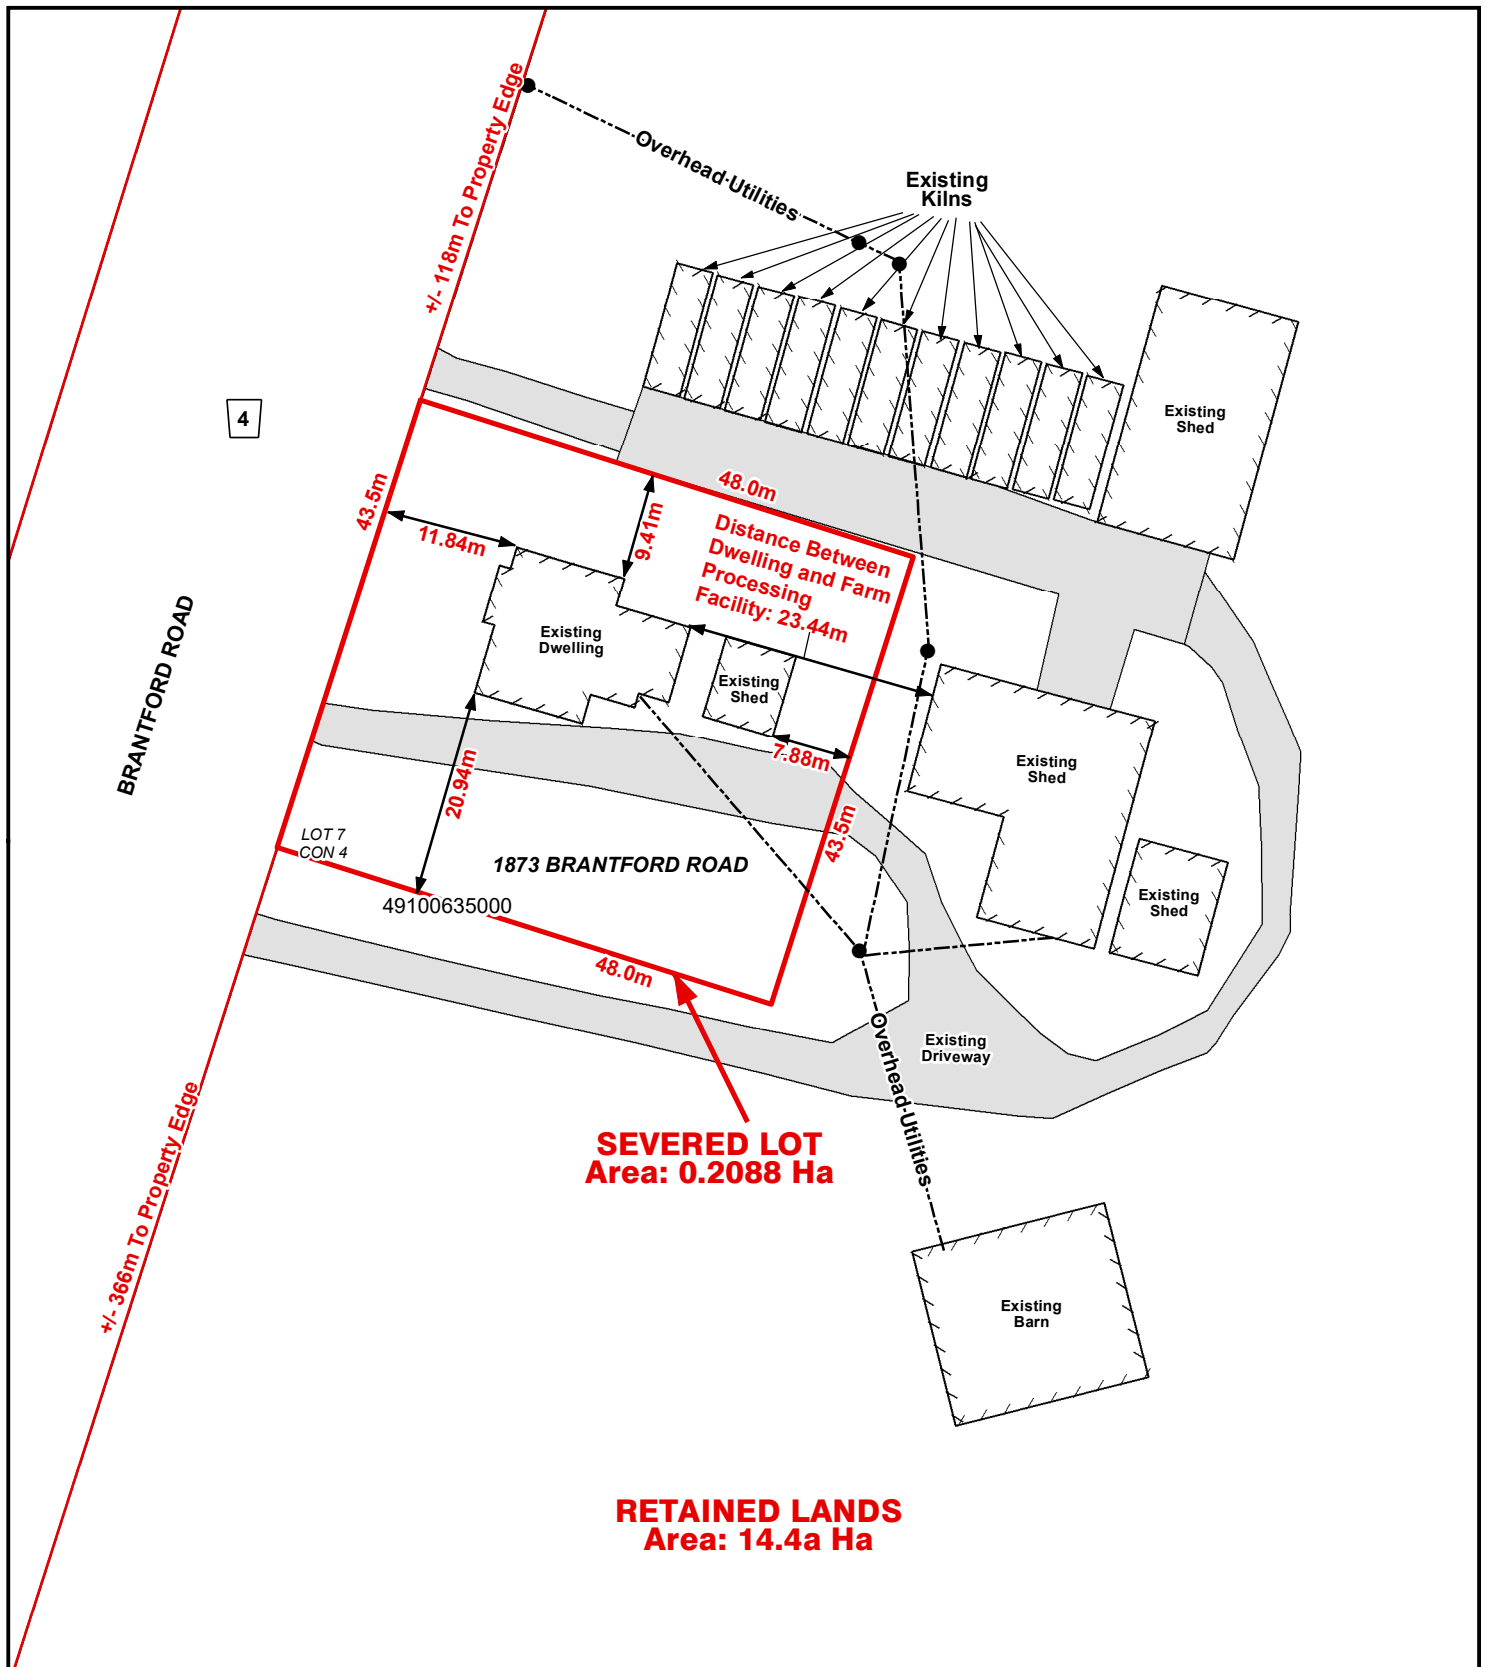 +/- 118m To Property Edge
Overhead Utilities
Existing
Kilns
Existing
Shed
4
43.5m
48.0m
11.84m
9.41m
Distance Between
Dwelling and Farm
Processing
Facility: 23.44m
BRANTFORD ROAD
Existing
Dwelling
Existing
Shed
7.88m
Existing
Shed
20.94m
43.5m
LOT 7
CON 4
1873 BRANTFORD ROAD
49100635000
Existing
Shed
48.0m
Existing
Driveway
Overhead Utilities
SEVERED LOT
Area: 0.2088 Ha
+/- 366m To Property Edge
Existing
Barn
RETAINED LANDS
Area: 14.4a Ha